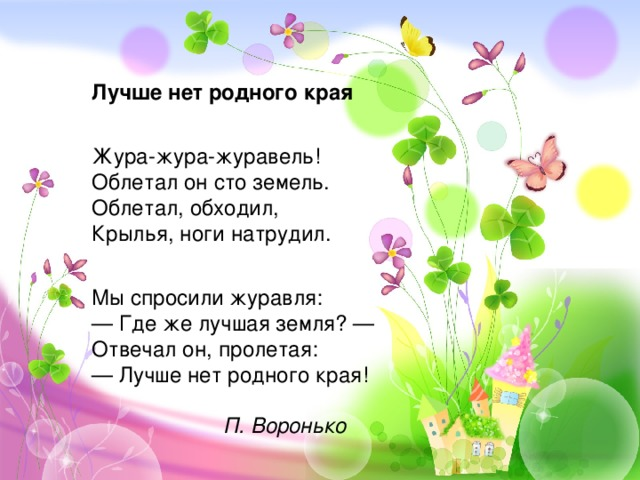 Лучше нет родного края
Жура-жура-журавель!
Облетал он сто земель.
Облетал, обходил,
Крылья, ноги натрудил.
Мы спросили журавля:
— Где же лучшая земля? —
Отвечал он, пролетая:
— Лучше нет родного края!
П. Воронько